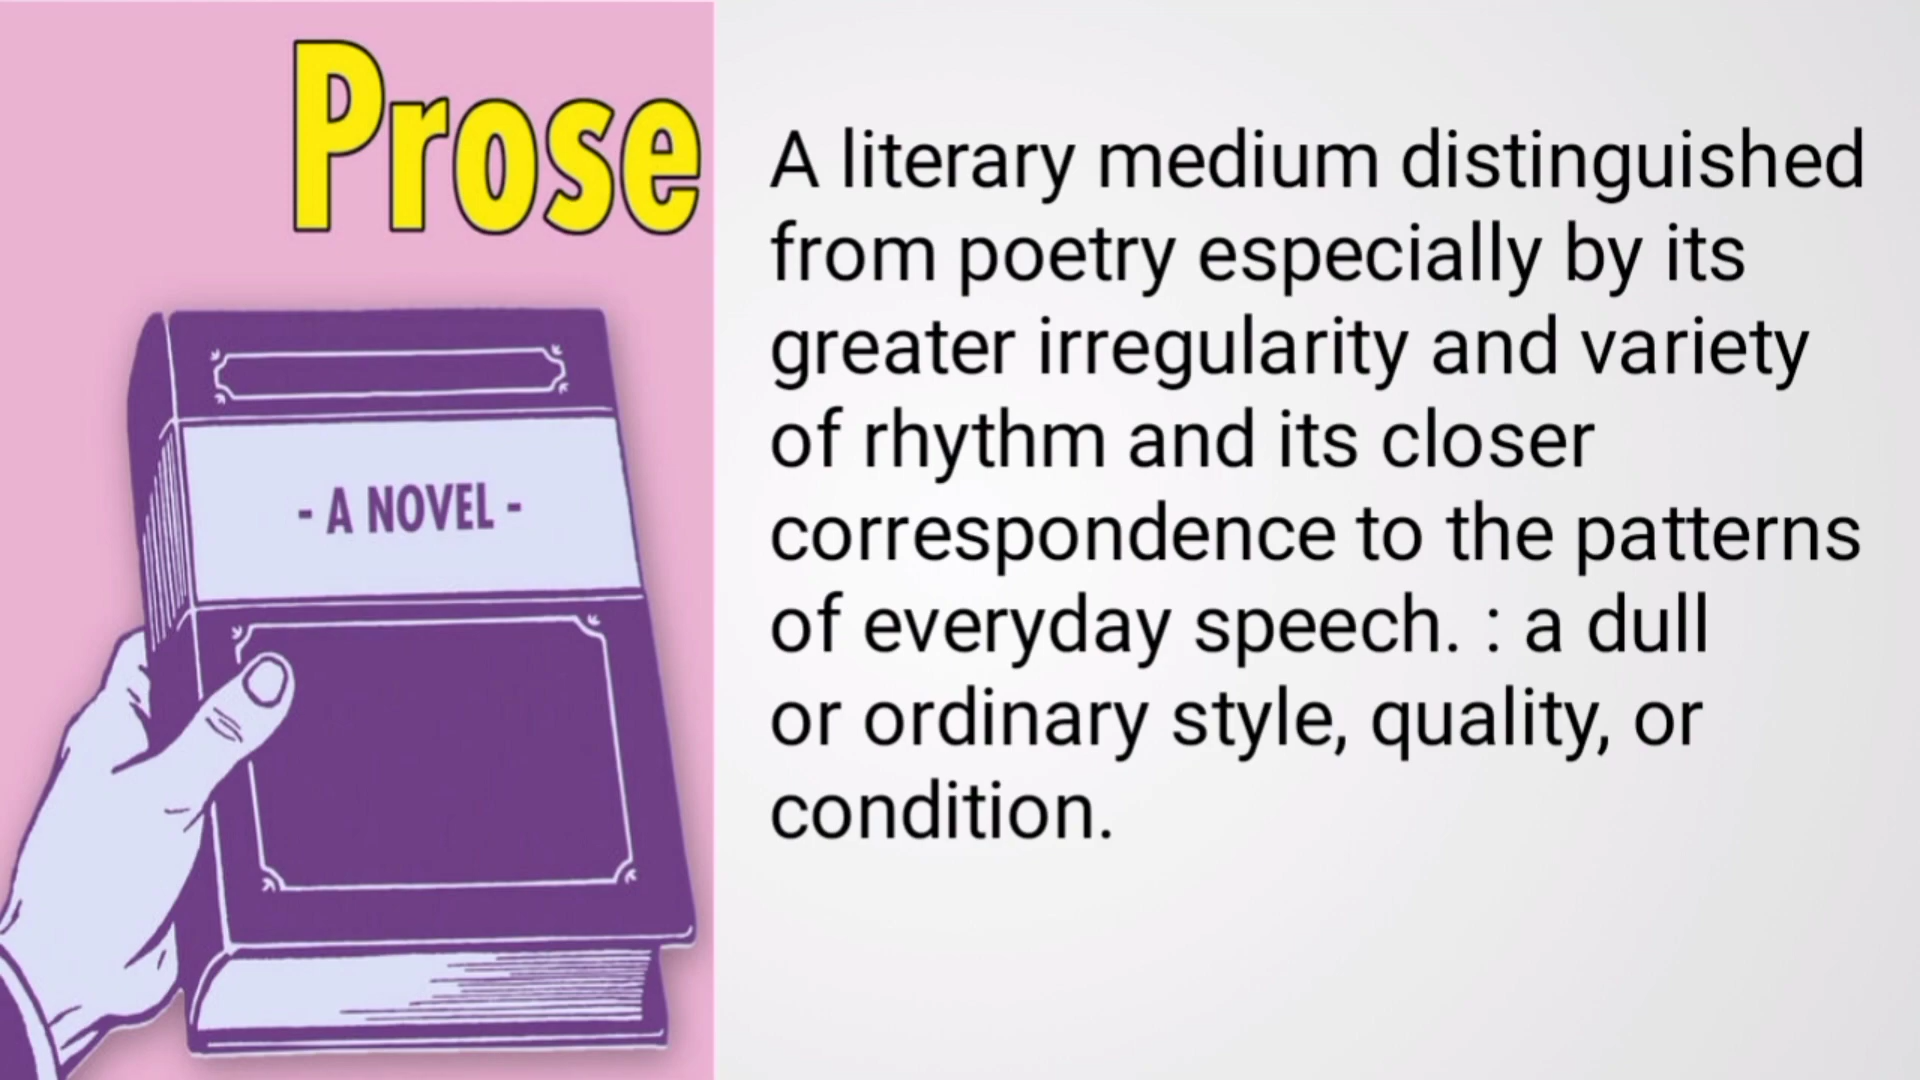 Prose
- A NOVEL -
A literary medium distinguished
from poetry especially by its
greater irregularity and variety
of rhythm and its closer
correspondence to the patterns
of everyday speech. : a dull
or ordinary style, quality, or
condition.